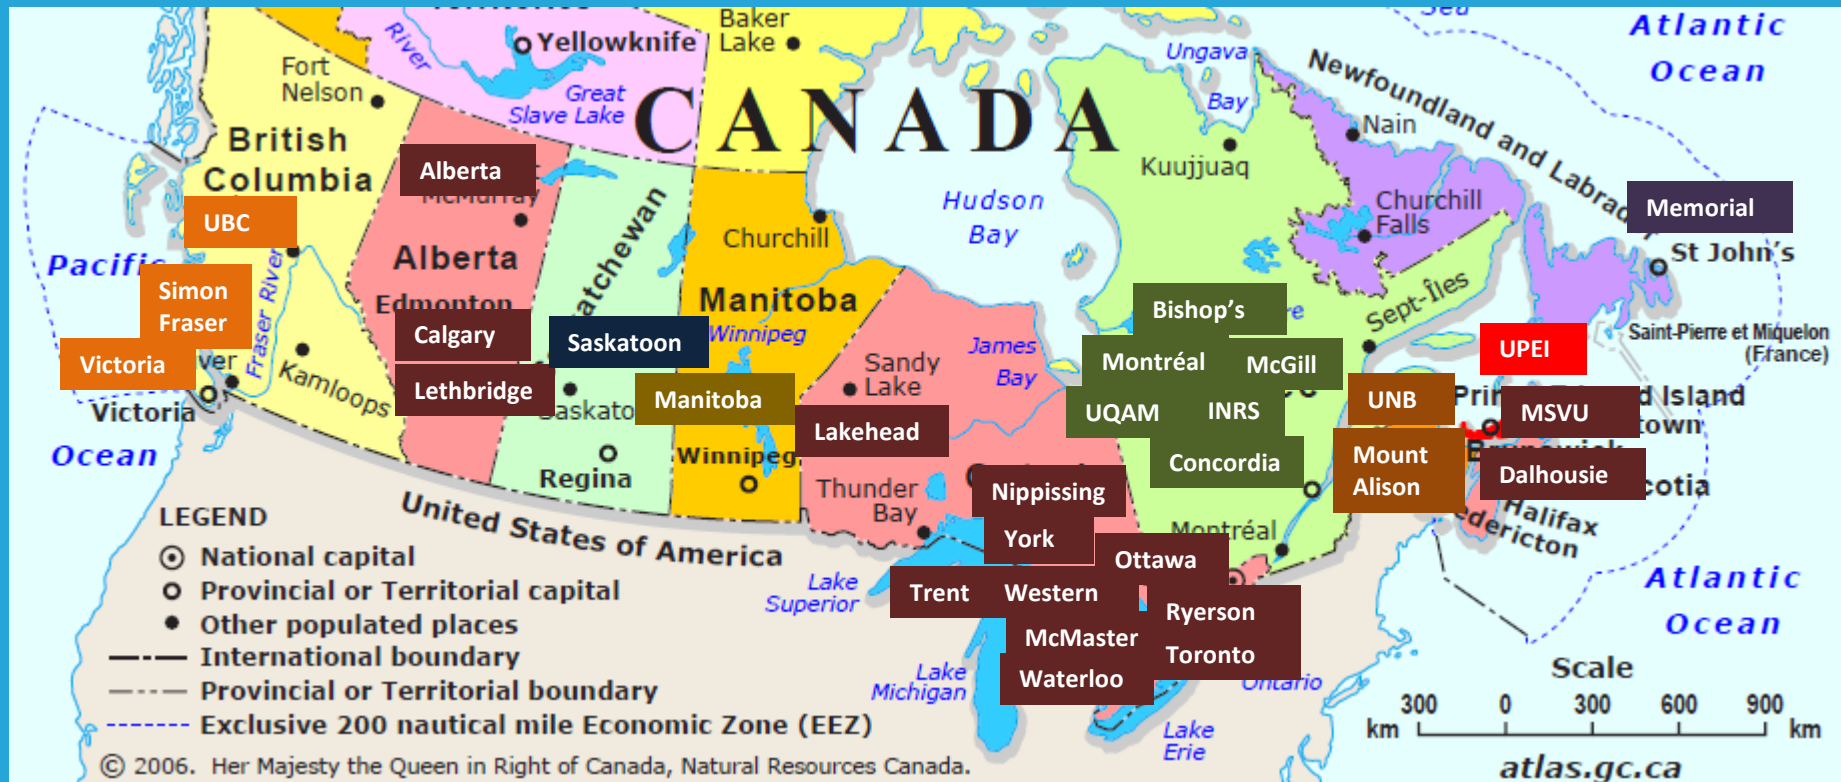 Territories
Baker
Lake
Sea
Atlantic
Ocean
River
Yellowknife
Ungava
Bay
Newfoundland and Labrador
Fort
Nelson
Great
Slave Lake
CANADA
Nain
British
Columbia
Alberta
McMurray
Kuujjuaq
Churchill
Falls
Memorial
UBC
Hudson
Bay
Churchill
St John's
Pacific
Ocean
Alberta
Edmonton
Manitoba
Winnipeg
Simon
Fraser
Fraser River
Bishop's
Sept-Îles
Saint-Pierre et Miquelon
(France)
Calgary
Saskatoon
James
Bay
Sandy
Lake
Montréal
McGill
UPEI
Victoria
Kamloops
Lethbridge
Manitoba
UQAM
INRS
UNB
MSVU
Victoria
Lakehead
Winnipeg
Concordia
Mount
Alison
Dalhousie
Regina
Thunder
Bay
Nippissing
Halifax
York
Montréal
Ottawa
United States of America
LEGEND
National capital
Provincial or Territorial capital
Other populated places
International boundary
Provincial or Territorial boundary
Exclusive 200 nautical mile Economic Zone (EEZ)
Lake
Superior
Trent
Western
Ryerson
McMaster
Toronto
Waterloo
Lake
Michigan
Ontario
Lake
Erie
Atlantic
Ocean
Scale
300 0 300 600 900
km km
atlas.gc.ca
© 2006. Her Majesty the Queen in Right of Canada, Natural Resources Canada.